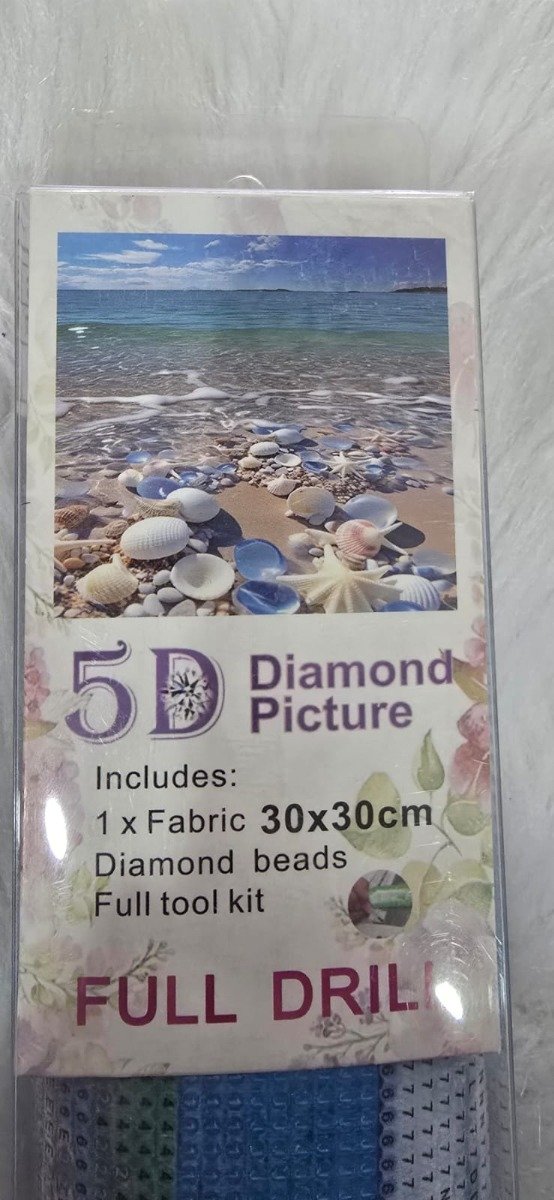 5D Diamond
Picture
Includes:
1 x Fabric 30x30cm
Diamond beads
Full tool kit
FULL DRILL